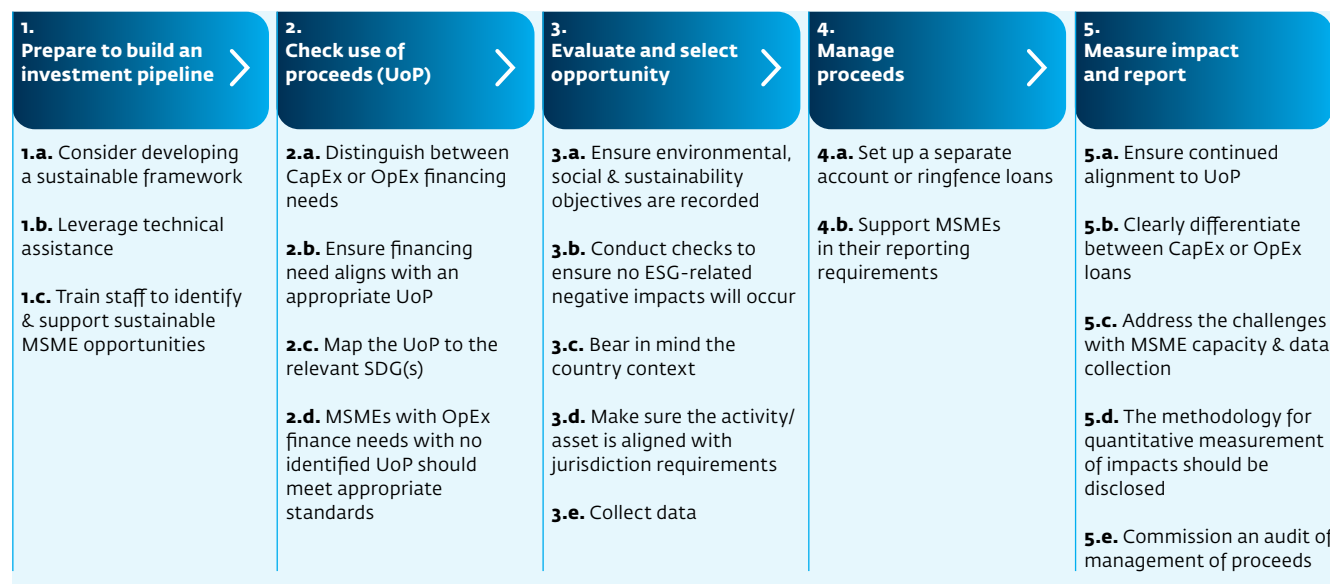 1.
Prepare to build an
investment pipeline
1.a. Consider developing
a sustainable framework
1.b. Leverage technical
assistance
1.c. Train staff to identify
& support sustainable
MSME opportunities
2.
Check use of
proceeds (UoP)
2.a. Distinguish between
CapEx or OpEx financing
needs
2.b. Ensure financing
need aligns with an
appropriate UoP
2.c. Map the UoP to the
relevant SDG(s)
2.d. MSMEs with OpEx
finance needs with no
identified UoP should
meet appropriate
standards
3.
Evaluate and select
opportunity
3.a. Ensure environmental,
social & sustainability
objectives are recorded
3.b. Conduct checks to
ensure no ESG-related
negative impacts will occur
3.c. Bear in mind the
country context
3.d. Make sure the activity/
asset is aligned with
jurisdiction requirements
3.e. Collect data
4.
Manage
proceeds
4.a. Set up a separate
account or ringfence loans
4.b. Support MSMEs
in their reporting
requirements
5.
Measure impact
and report
5.a. Ensure continued
alignment to UoP
5.b. Clearly differentiate
between CapEx or OpEx
loans
5.c. Address the challenges
with MSME capacity & data
collection
5.d. The methodology for
quantitative measurement
of impacts should be
disclosed
5.e. Commission an audit of
management of proceeds